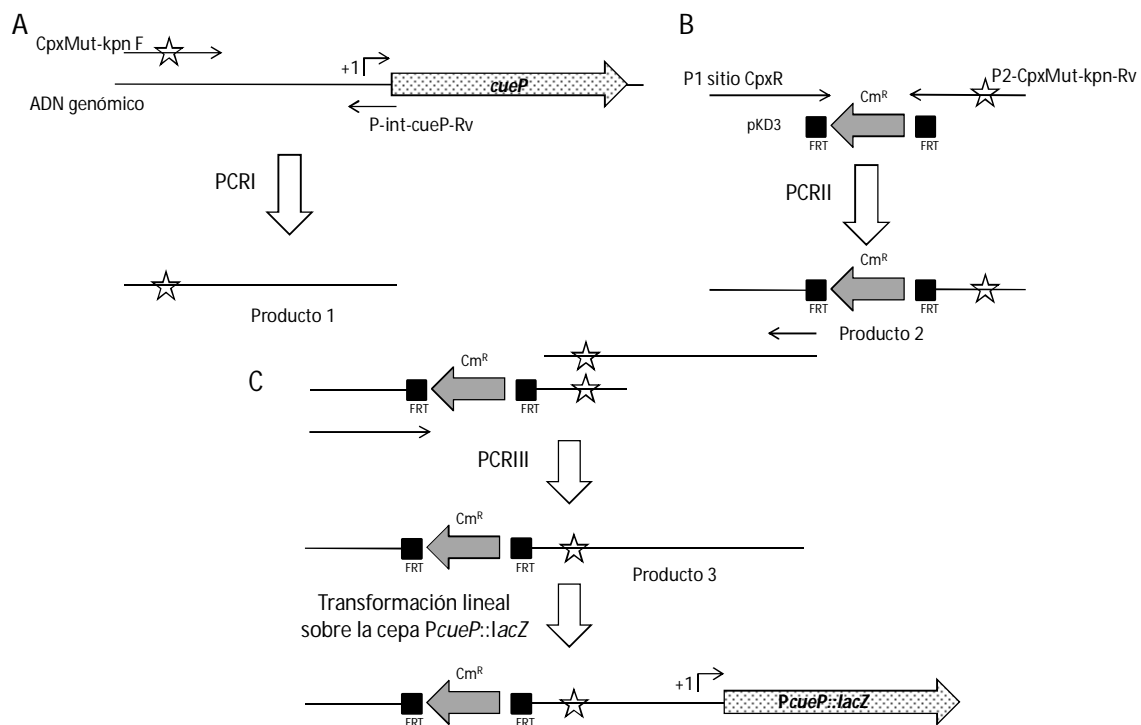 A
CpxMut-kpn F
+1
cueP
ADN genómico
P-int-cueP-Rv
PCRI
Producto 1
B
P1 sitio CpxR
P2-CpxMut-kpn-Rv
CmR
pKD3
FRT
FRT
PCRII
CmR
FRT
FRT
Producto 2
C
CmR
FRT
FRT
PCRIII
CmR
FRT
FRT
Producto 3
Transformación lineal
sobre la cepa PcueP::lacZ
CmR
FRT
FRT
+1
PcueP::lacZ